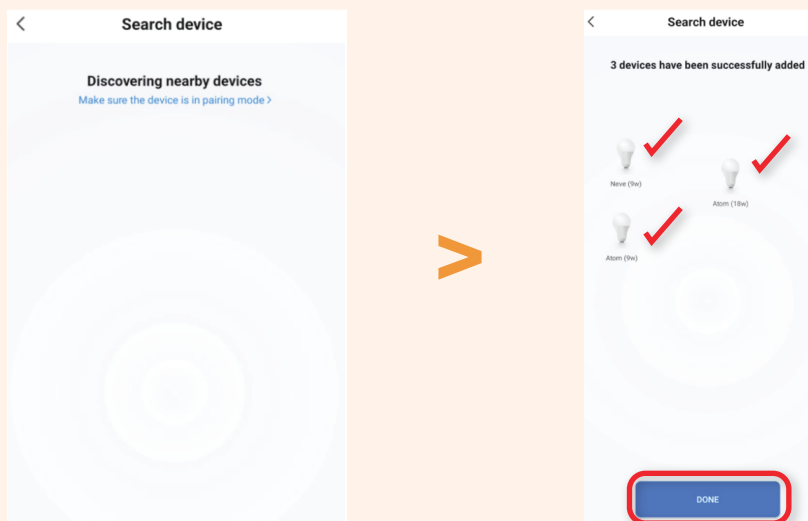 Search device
Discovering nearby devices
Make sure the device is in pairing mode >
>
Search device
3 devices have been successfully added
Neve (9w)
Atom (18w)
Atom (9w)
DONE